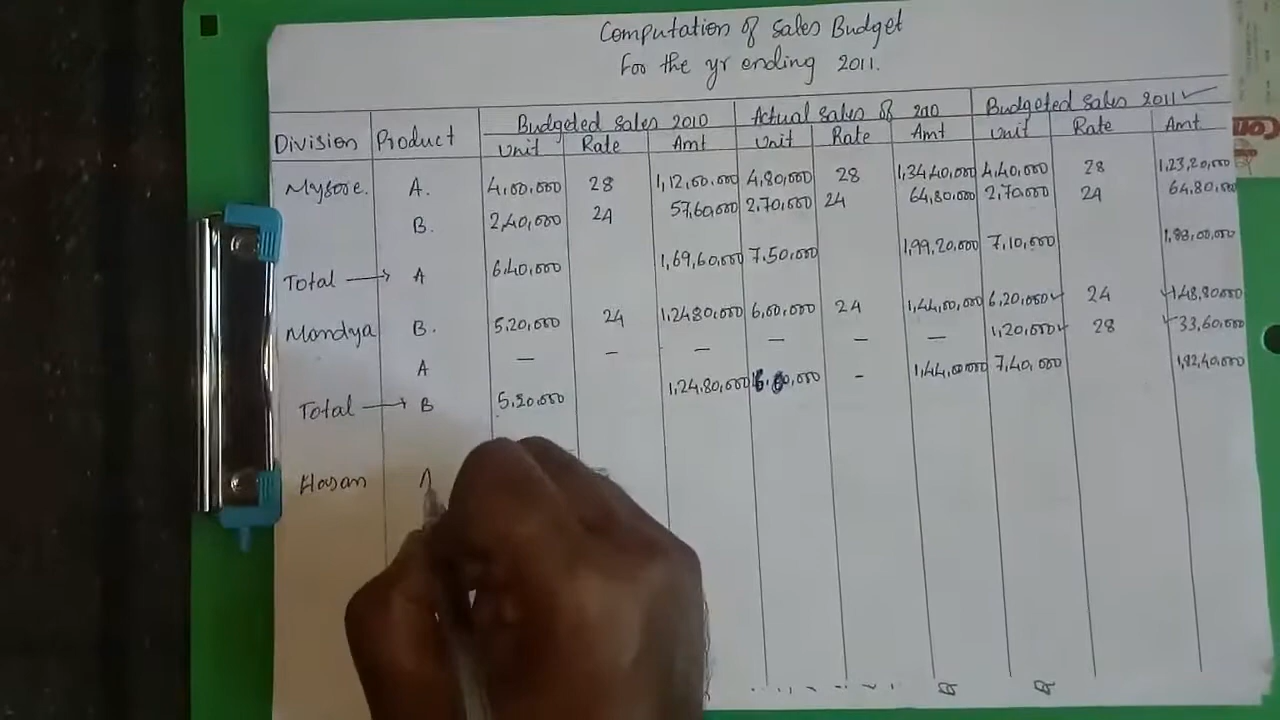 Computation of Sales Budget
For the yr ending 2011.
Division Product Budgeted Sales 2010 Actual Sales of 2010 Budgeted Sales 2011 ✓
Unit Rate Amt Unit Rate Amt Unit Rate Amt
Mysore. A. 4,00,000 28 1,12,00,000 4,80,000 28 1,34,40,000 4,40,000 28 1,23,20,000
B. 2,40,000 24 57,60,000 2,70,000 24 64,80,000 2,70,000 24 64,80,000
Total → A 6,40,000 1,69,60,000 7,50,000 1,99,20,000 7,10,000 1,88,00,000
Mandya B. 5,20,000 24 1,24,80,000 6,00,000 24 1,44,00,000 6,20,000 ✓ 24 ✓ 1,48,80,000
A — — — — — — 1,20,000 ✓ 28 ✓ 33,60,000
Total → B 5,20,000 1,24,80,000 6,00,000 - 1,44,00,000 7,40,000 1,82,40,000
Hasan